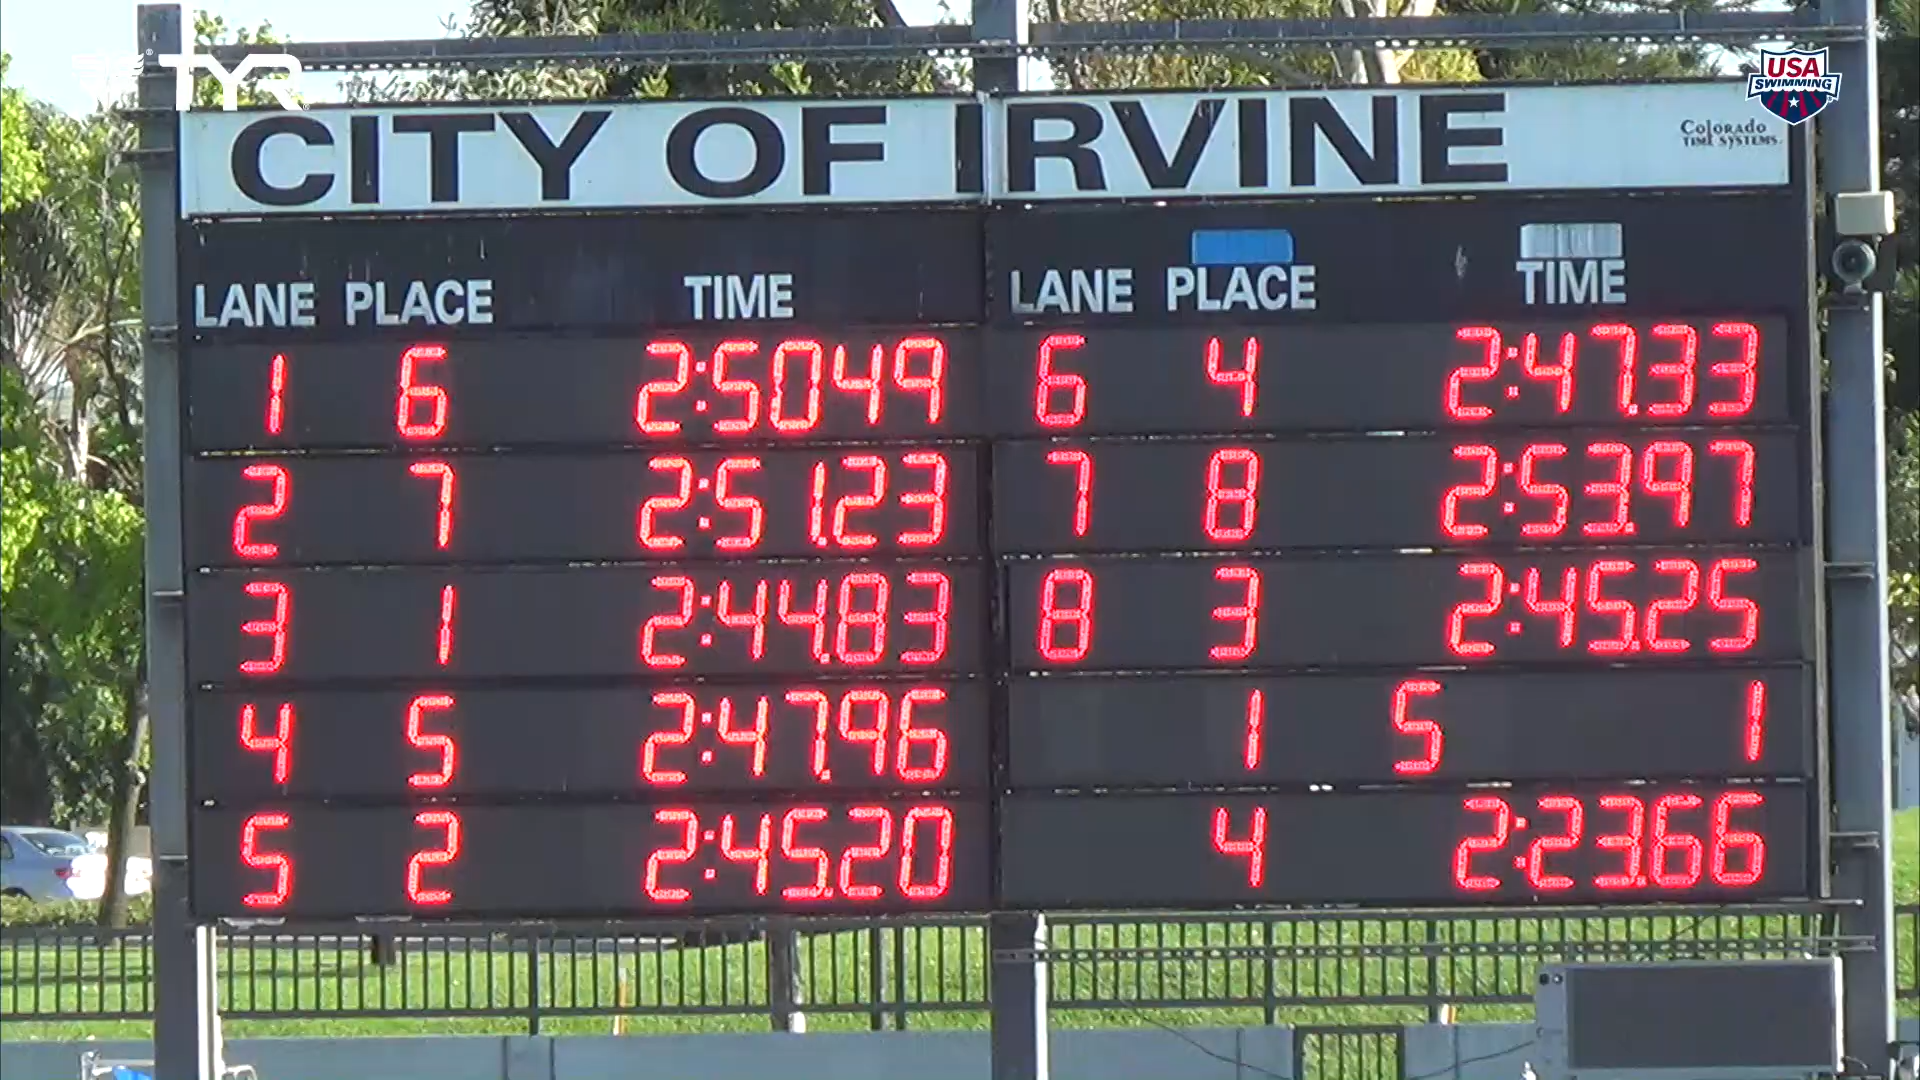 TYR
USA
SWIMMING
CITY OF IRVINE
Colorado
TIME SYSTEMS
LANE PLACE TIME LANE PLACE TIME
1 6 2:50.49 6 4 2:47.33
2 7 2:51.23 7 8 2:53.97
3 1 2:44.83 8 3 2:45.25
4 5 2:47.96 1 5 1
5 2 2:45.20 4 2:23.66